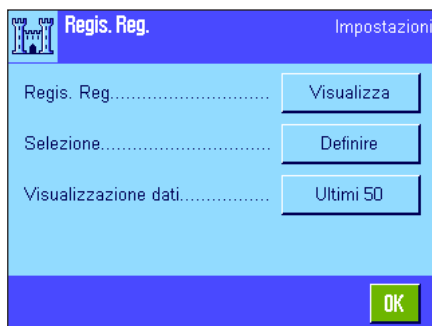 Regis. Reg. Impostazioni
Regis. Reg............................ Visualizza
Selezione............................... Definire
Visualizzazione dati................ Ultimi 50
OK